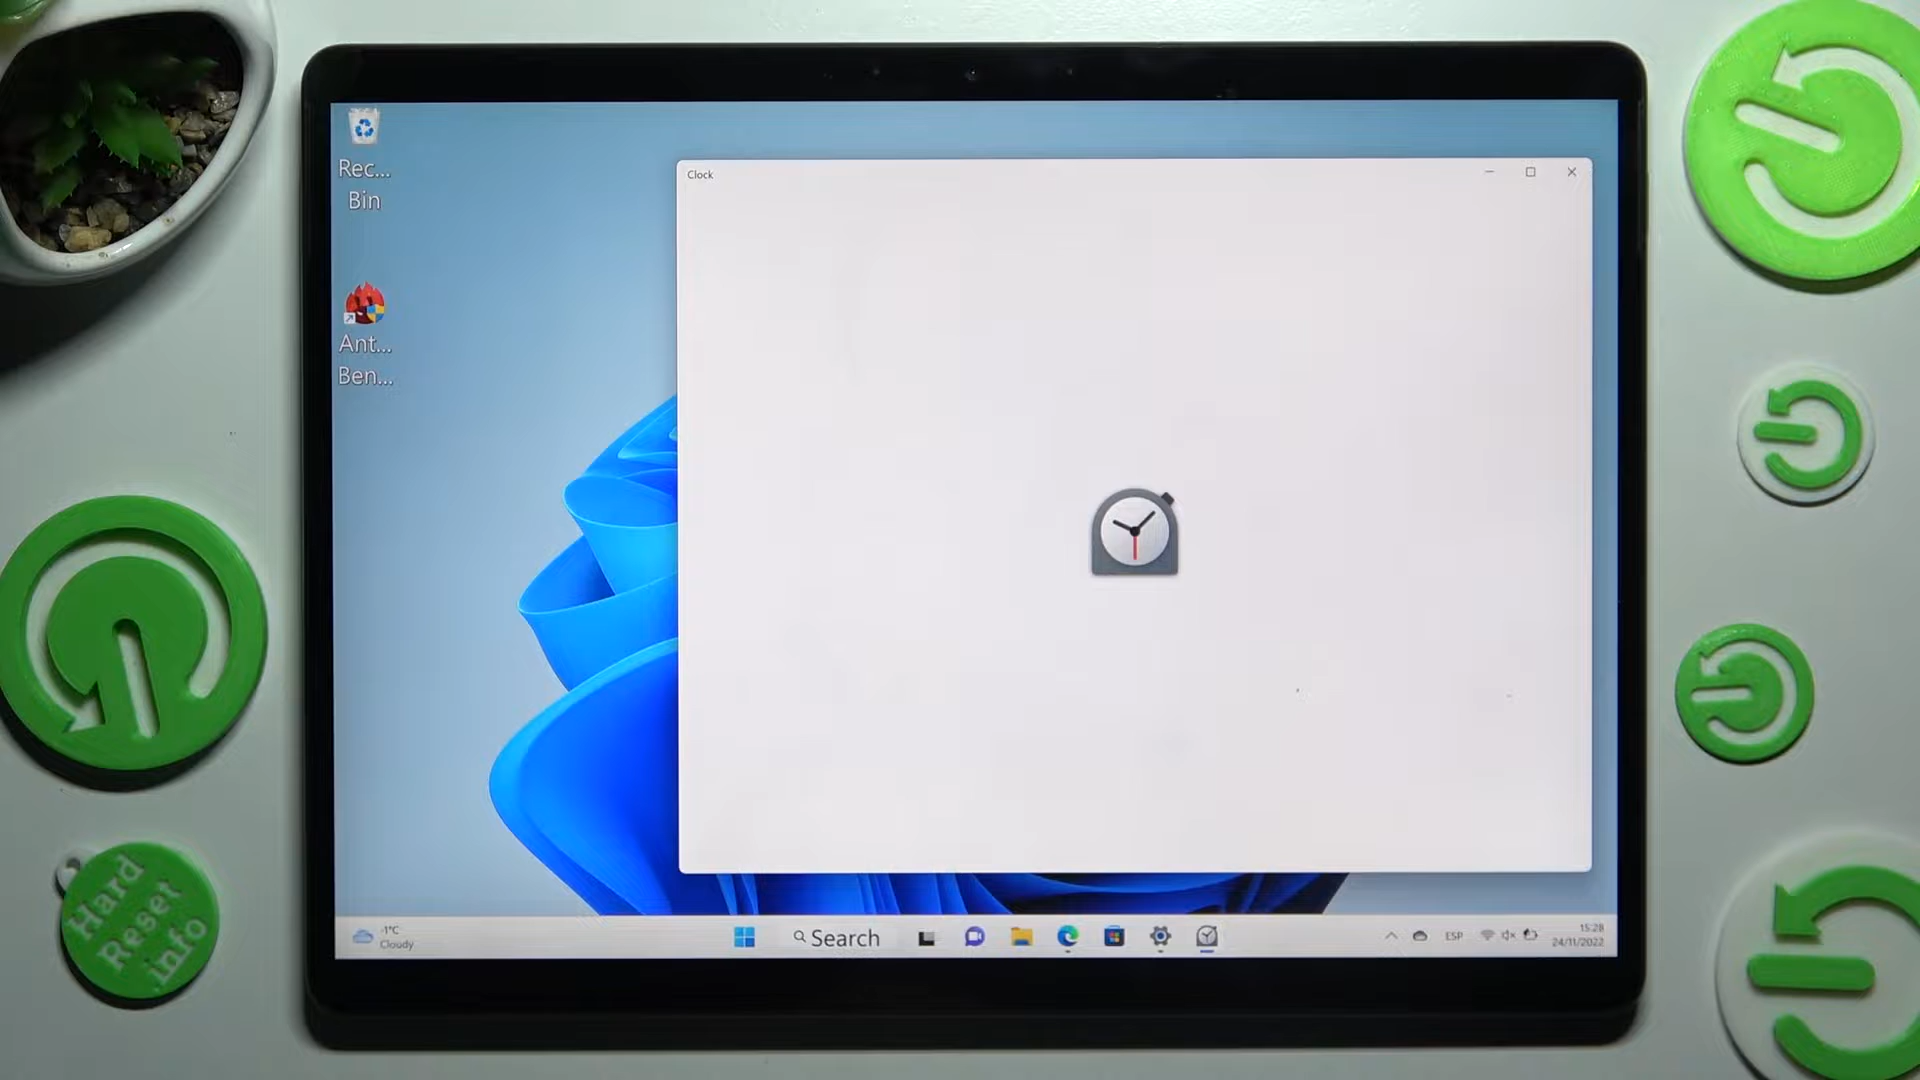 Rec...
Bin
Ant...
Ben...
Clock
-1°C
Cloudy
Search
ESP
15:28
24/11/2022
Hard
Reset
.info